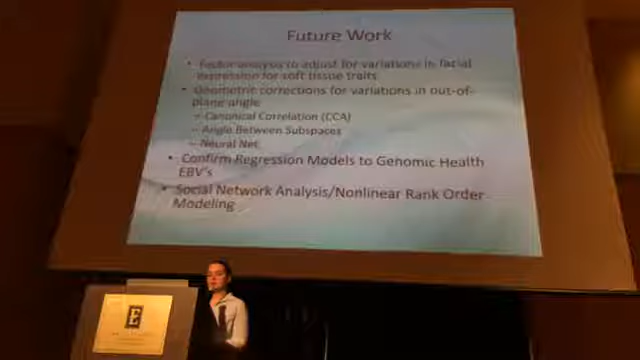 Future Work
• Factor analysis to adjust for variations in facial
expression for soft tissue traits
• Geometric corrections for variations in out-of-
plane angle
– Canonical Correlation (CCA)
– Angle Between Subspaces
– Neural Net
• Confirm Regression Models to Genomic Health
EBV's
• Social Network Analysis/Nonlinear Rank Order
Modeling
E